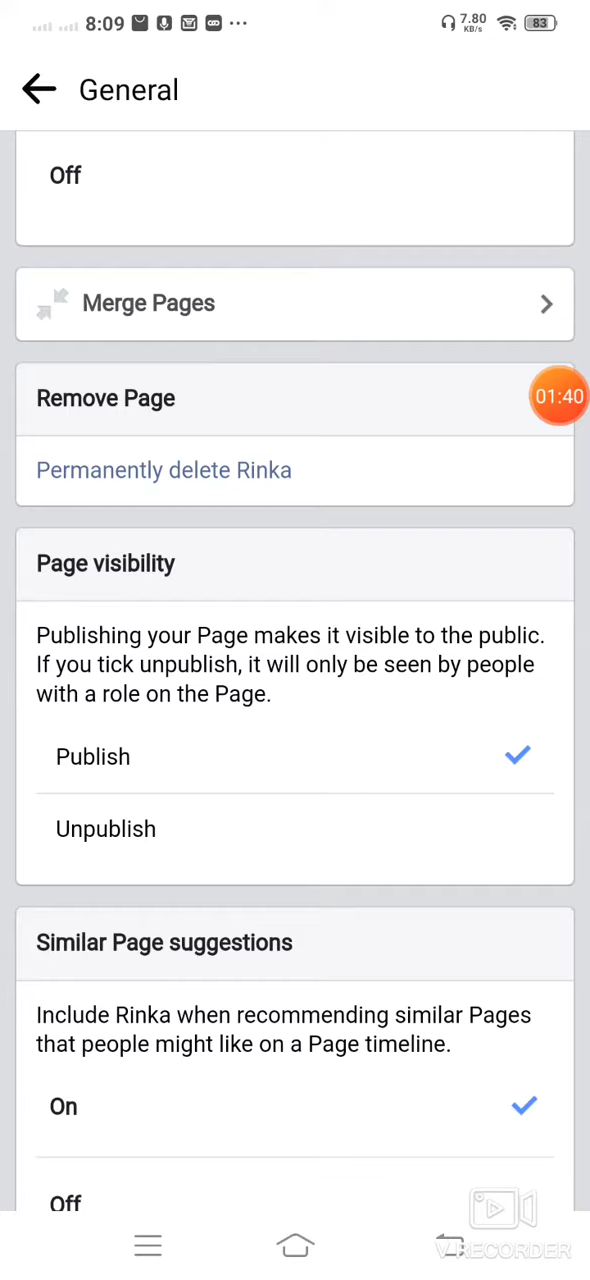 8:09 7.80 KB/s 83
General
Off
Merge Pages
Remove Page
01:40
Permanently delete Rinka
Page visibility
Publishing your Page makes it visible to the public.
If you tick unpublish, it will only be seen by people
with a role on the Page.
Publish
Unpublish
Similar Page suggestions
Include Rinka when recommending similar Pages
that people might like on a Page timeline.
On
Off
V RECORDER